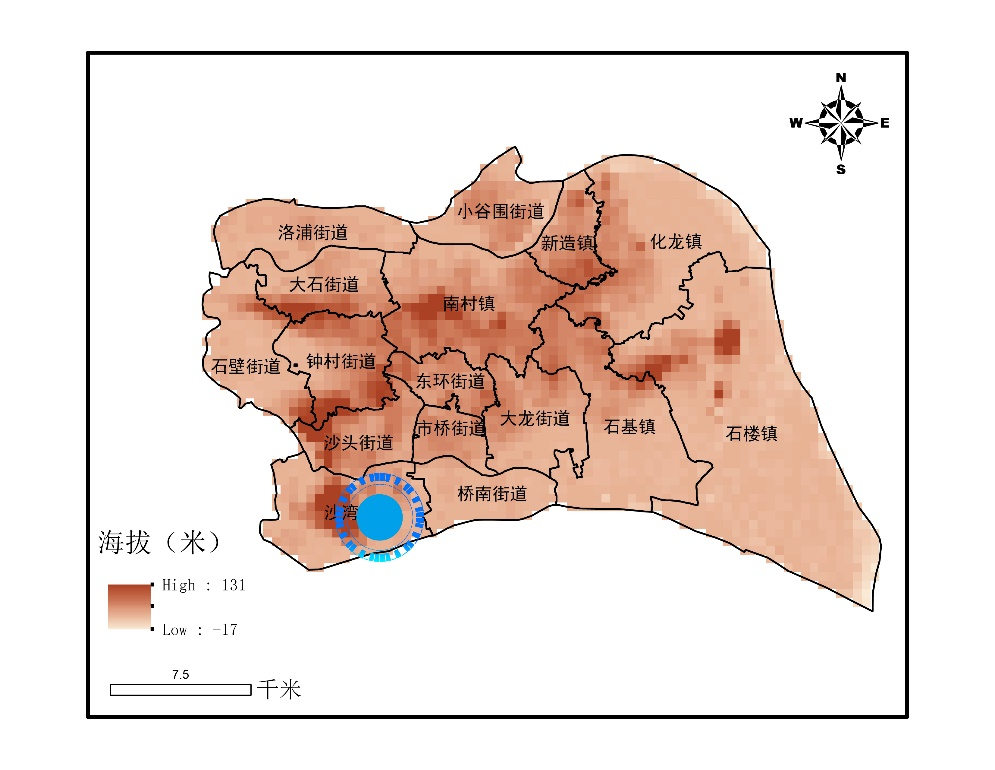 N
W E
S
小谷围街道
洛浦街道
新造镇
化龙镇
大石街道
南村镇
石壁街道
钟村街道
东环街道
大龙街道
市桥街道
石基镇
石楼镇
沙头街道
桥南街道
沙湾
海拔（米）
High : 131
Low : -17
7.5
千米